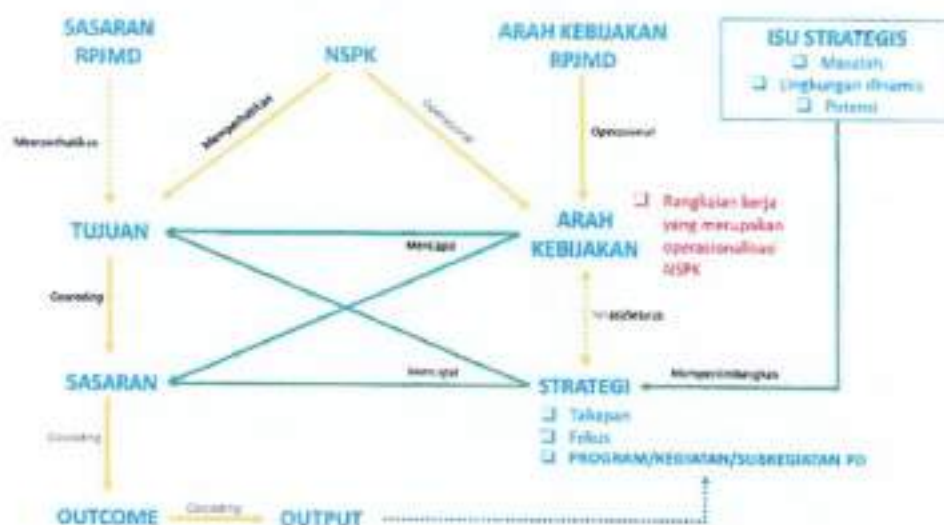 SASARAN
RPJMD
NSPK
ARAH KEBIJAKAN
RPJMD
ISU STRATEGIS
Masalah
Lingkungan dinamis
Potensi
Memperhatikan
Memperhatikan
Operasional
Operasional
TUJUAN
ARAH
KEBIJAKAN
Rangkaian kerja
yang merupakan
operasionalisasi
NSPK
Mencapai
Cascading
SASARAN
Mencapai
STRATEGI
Memperimbangkan
Tahapan
Fokus
PROGRAM/KEGIATAN/SUBKEGIATAN PD
Cascading
OUTCOME
Cascading
OUTPUT